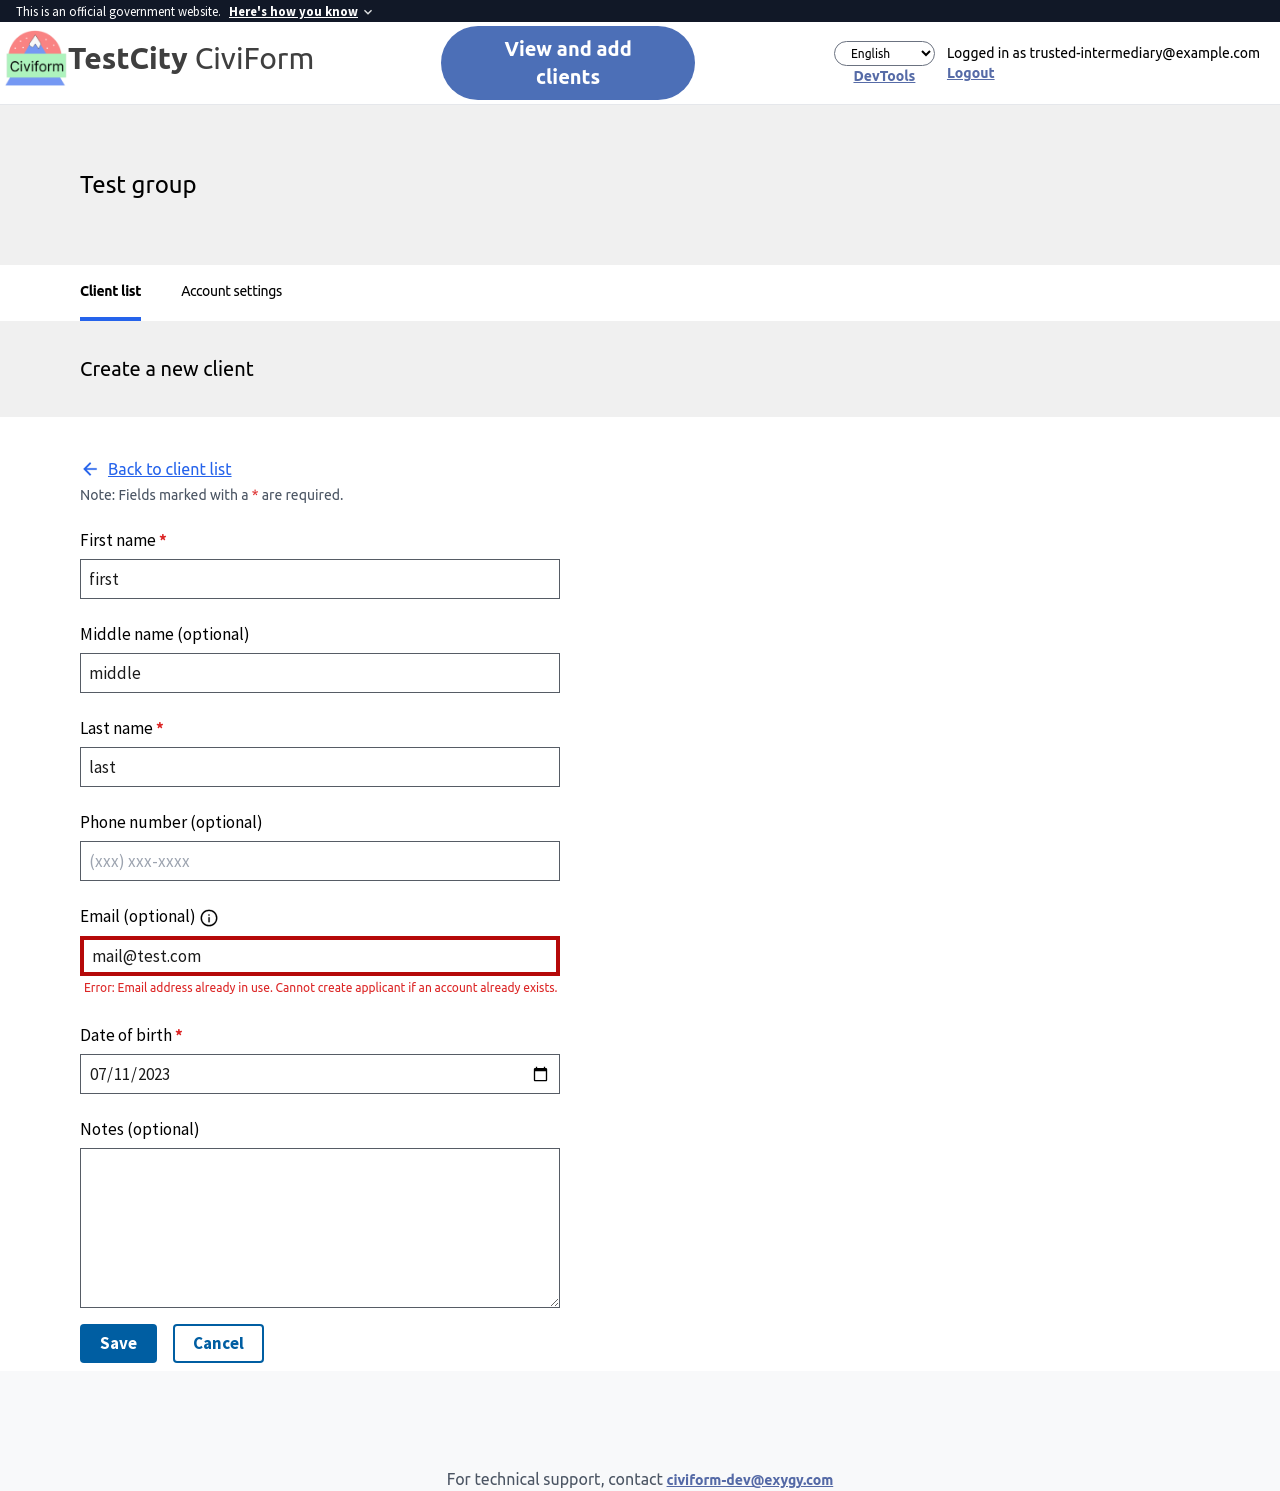 This is an official government website. Here's how you know
Civiform
TestCity CiviForm
View and add
clients
English
DevTools
Logged in as trusted-intermediary@example.com
Logout
Test group
Client list Account settings
Create a new client
Back to client list
Note: Fields marked with a * are required.
First name *
first
Middle name (optional)
middle
Last name *
last
Phone number (optional)
(xxx) xxx-xxxx
Email (optional)
mail@test.com
Error: Email address already in use. Cannot create applicant if an account already exists.
Date of birth *
07/11/2023
Notes (optional)
Save Cancel
For technical support, contact civiform-dev@exygy.com